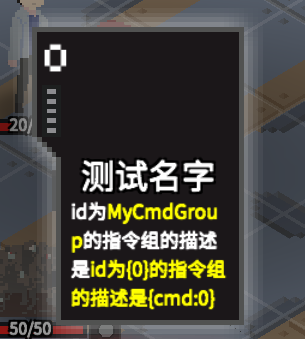 0
20/
测试名字
id为MyCmdGrou
p的指令组的描述
是id为{0}的指令组
的描述是{cmd:0}
50/50